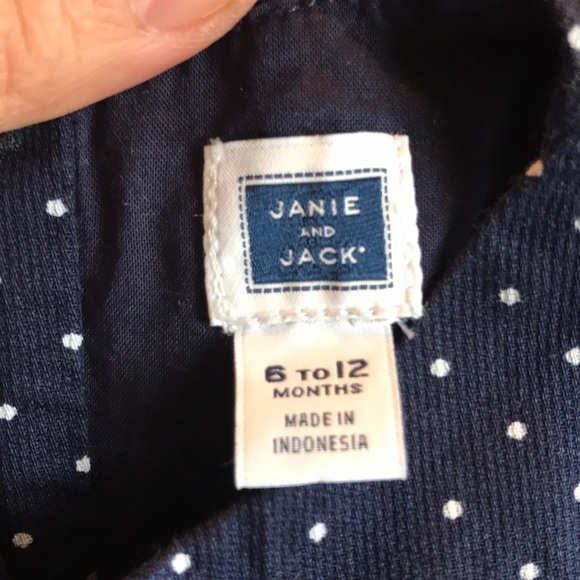 JANIE
AND
JACK
6 TO 12
MONTHS
MADE IN
INDONESIA